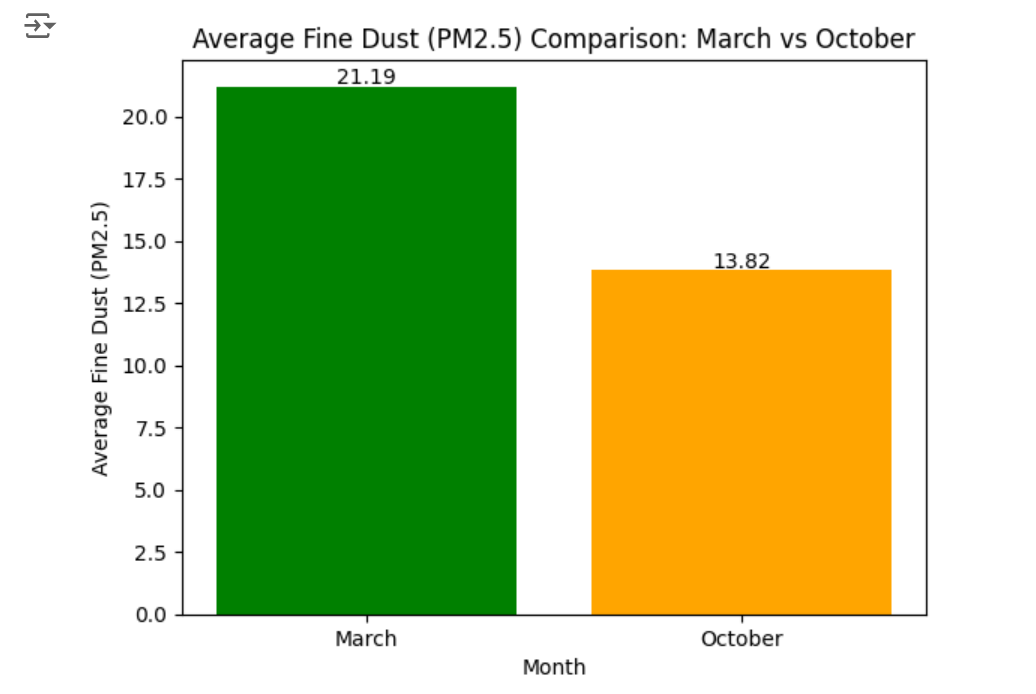 Average Fine Dust (PM2.5) Comparison: March vs October
21.19
20.0
17.5
15.0
13.82
12.5
10.0
7.5
5.0
2.5
0.0
Average Fine Dust (PM2.5)
March
October
Month